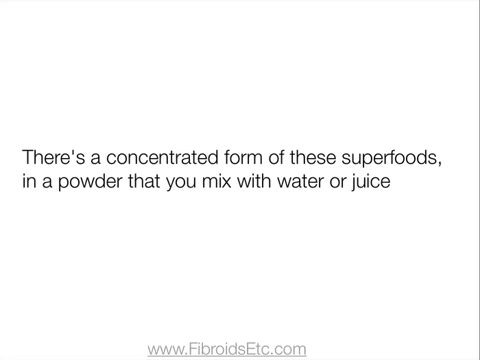 There's a concentrated form of these superfoods,
in a powder that you mix with water or juice
www.FibroidsEtc.com